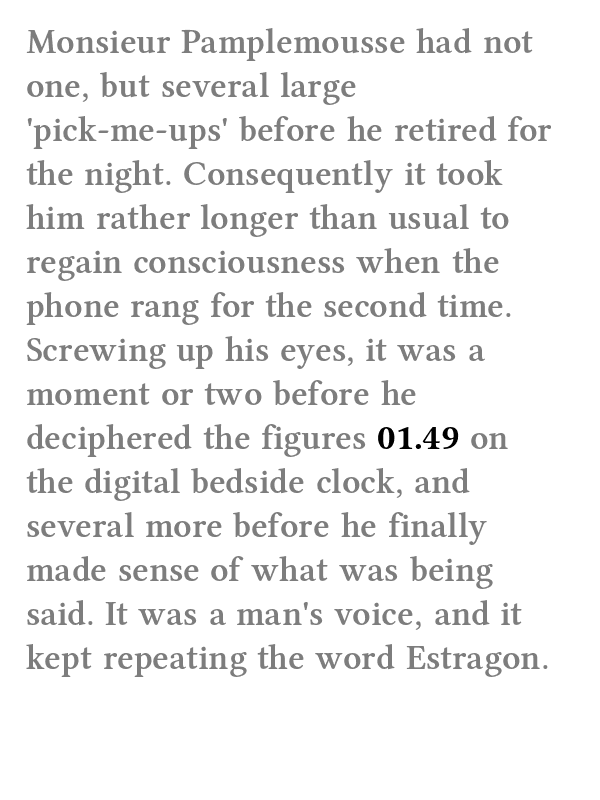 Monsieur Pamplemousse had not
one, but several large
'pick-me-ups' before he retired for
the night. Consequently it took
him rather longer than usual to
regain consciousness when the
phone rang for the second time.
Screwing up his eyes, it was a
moment or two before he
deciphered the figures 01.49 on
the digital bedside clock, and
several more before he finally
made sense of what was being
said. It was a man's voice, and it
kept repeating the word Estragon.